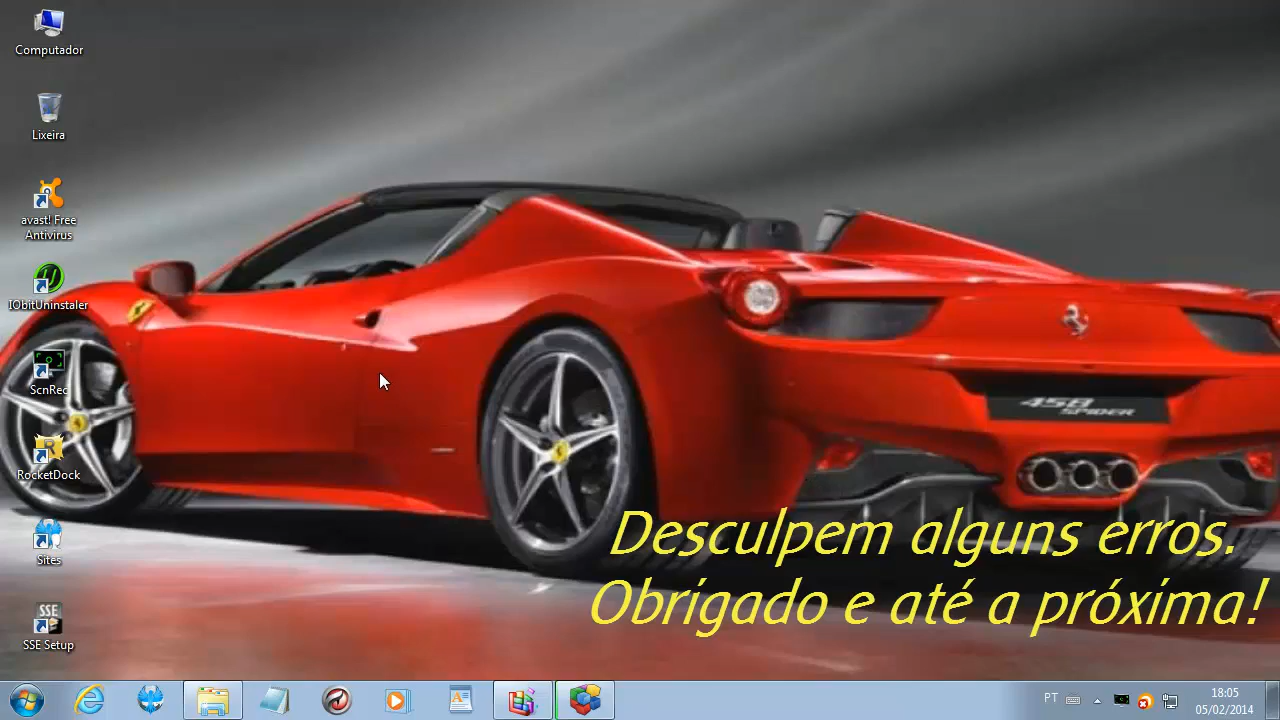 Computador
Lixeira
avast! Free
Antivirus
IObitUninstaler
ScnRec
RocketDock
Sites
SSE
SSE Setup
458
SPIDER
Desculpem alguns erros.
Obrigado e até a próxima!
PT
18:05
05/02/2014